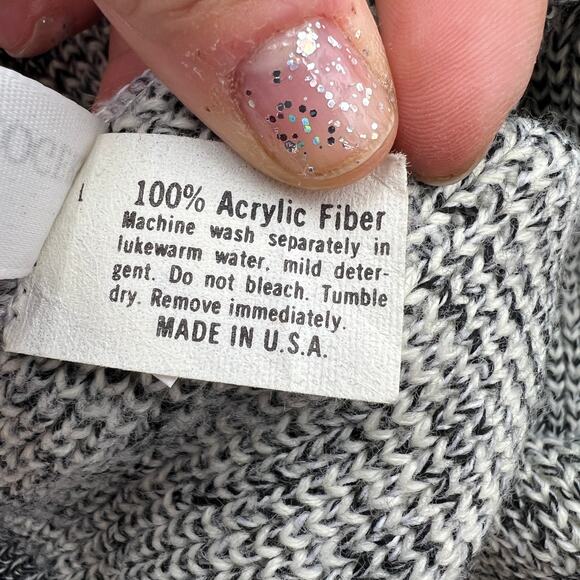 100% Acrylic Fiber
Machine wash separately in
lukewarm water, mild deter-
gent. Do not bleach. Tumble
dry. Remove immediately.
MADE IN U.S.A.